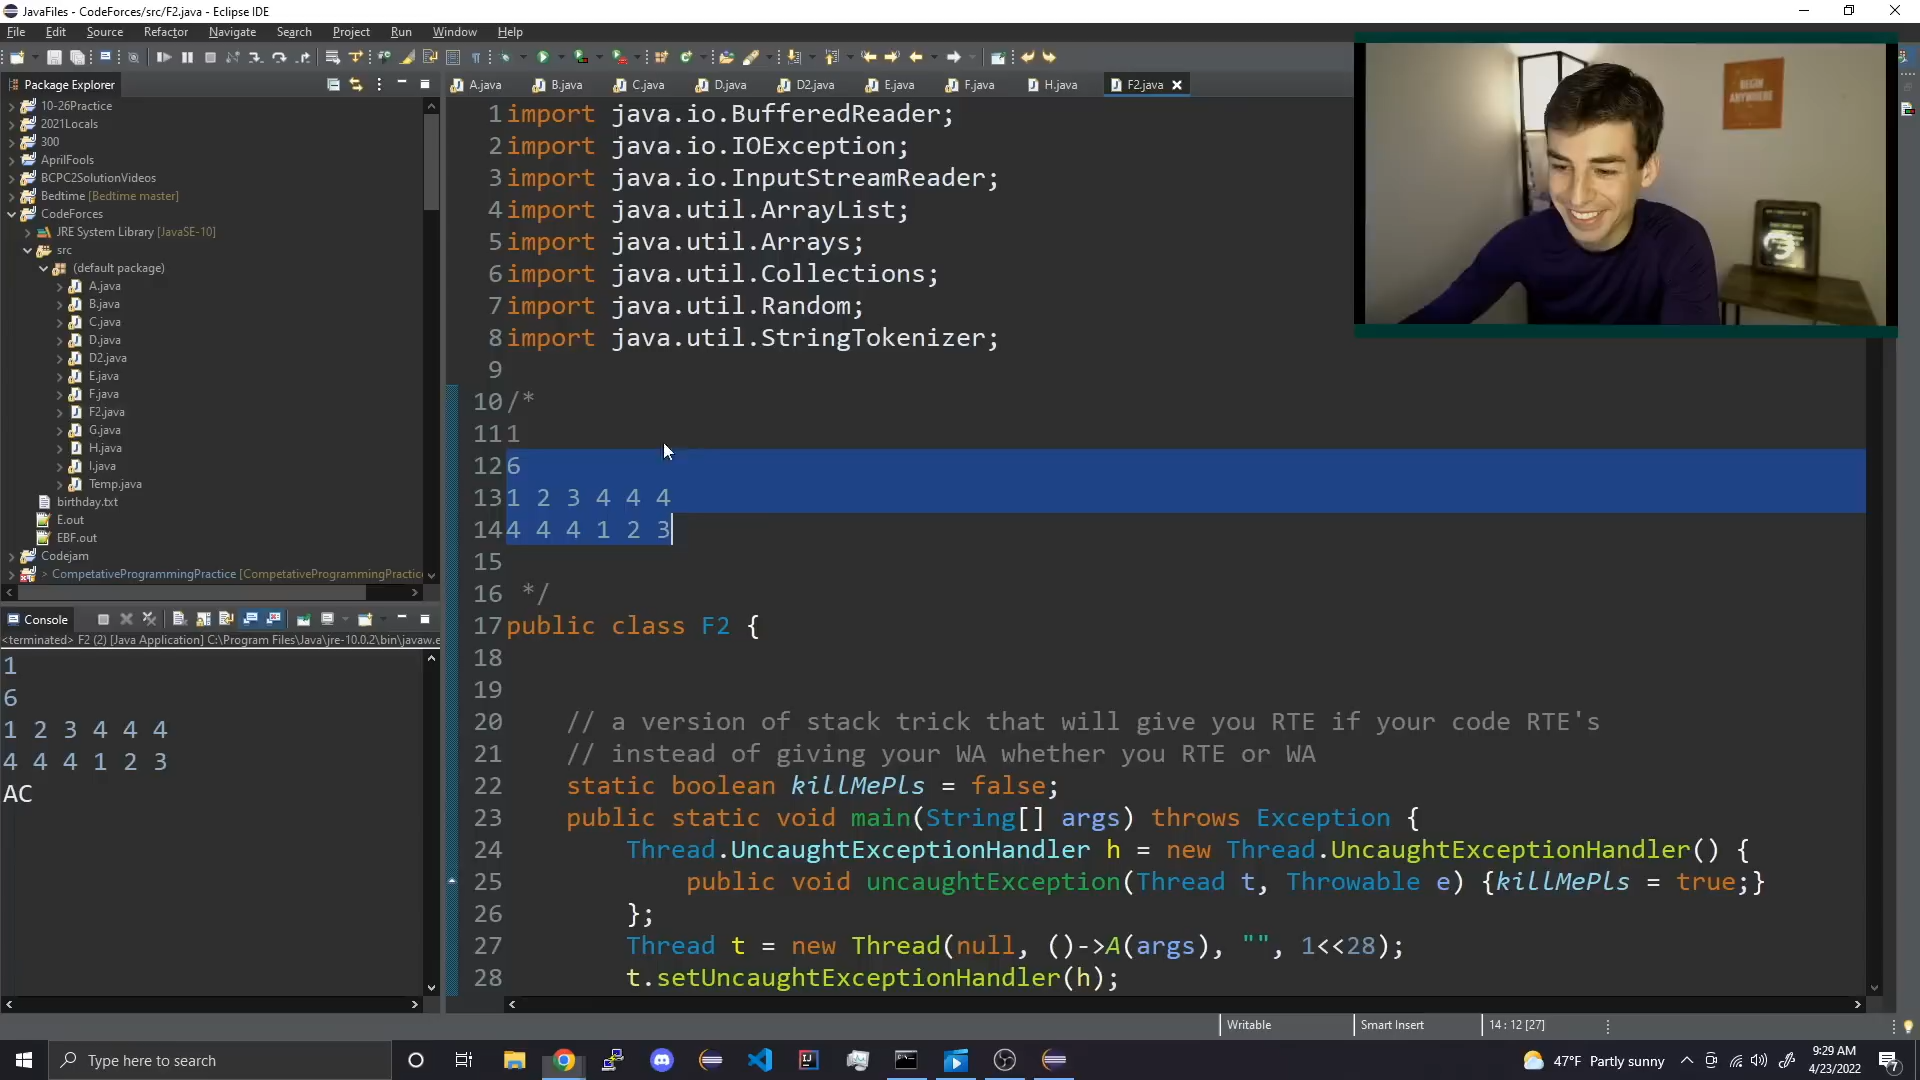 JavaFiles - CodeForces/src/F2.java - Eclipse IDE
File Edit Source Refactor Navigate Search Project Run Window Help
Package Explorer
10-26Practice
2021Locals
300
AprilFools
BCPC2SolutionVideos
Bedtime [Bedtime master]
CodeForces
JRE System Library [JavaSE-10]
src
(default package)
A.java
B.java
C.java
D.java
D2.java
E.java
F.java
F2.java
G.java
H.java
I.java
Temp.java
birthday.txt
E.out
EBF.out
Codejam
> CompetativeProgrammingPractice [CompetativeProgrammingPractic
Console
<terminated> F2 (2) [Java Application] C:\Program Files\Java\jre-10.0.2\bin\javaw.e
1
6
1 2 3 4 4 4
4 4 4 1 2 3
AC
A.java B.java C.java D.java D2.java E.java F.java H.java F2.java
1 import java.io.BufferedReader;
2 import java.io.IOException;
3 import java.io.InputStreamReader;
4 import java.util.ArrayList;
5 import java.util.Arrays;
6 import java.util.Collections;
7 import java.util.Random;
8 import java.util.StringTokenizer;
9
10 /*
11 1
12 6
13 1 2 3 4 4 4
14 4 4 4 1 2 3
15
16 */
17 public class F2 {
18
19
20 // a version of stack trick that will give you RTE if your code RTE's
21 // instead of giving your WA whether you RTE or WA
22 static boolean killMePls = false;
23 public static void main(String[] args) throws Exception {
24 Thread.UncaughtExceptionHandler h = new Thread.UncaughtExceptionHandler() {
25 public void uncaughtException(Thread t, Throwable e) {killMePls = true;}
26 };
27 Thread t = new Thread(null, ()->A(args), "", 1<<28);
28 t.setUncaughtExceptionHandler(h);
BEGIN
ANYWHERE
Writable Smart Insert 14 : 12 [27]
Type here to search
47°F Partly sunny
9:29 AM
4/23/2022
7